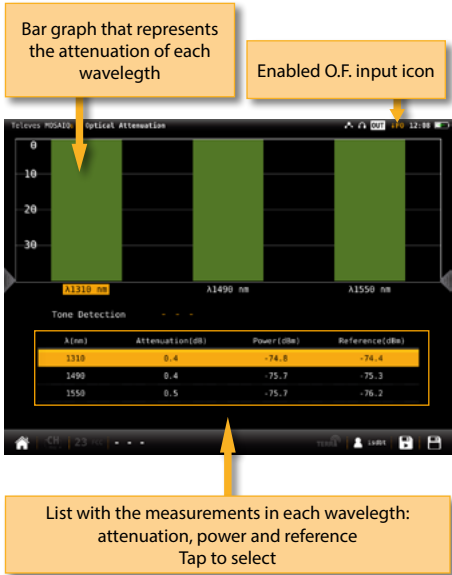 Bar graph that represents
the attenuation of each
wavelegth
Enabled O.F. input icon
Televes MOSAIQ: Optical Attenuation
OUT 12:08
0
10
20
30
λ1310 nm λ1490 nm λ1550 nm
Tone Detection - - -
λ(nm) Attenuation(dB) Power(dBm) Reference(dBm)
1310 0.4 -74.8 -74.4
1490 0.4 -75.7 -75.3
1550 0.5 -75.7 -76.2
CH 23 - - -
List with the measurements in each wavelegth:
attenuation, power and reference
Tap to select